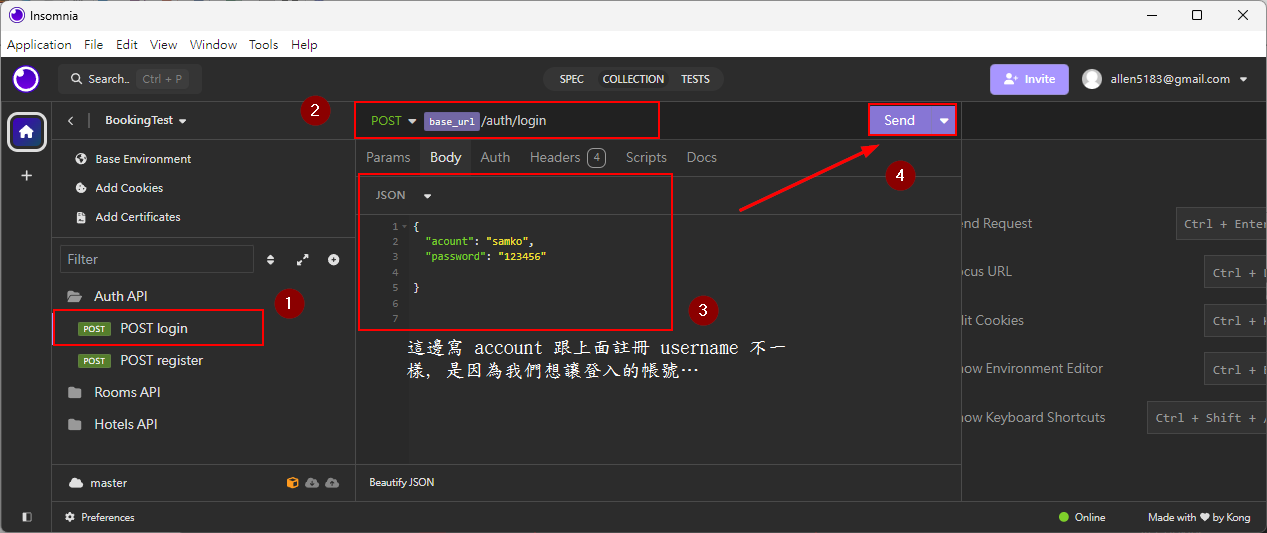 Insomnia
Application File Edit View Window Tools Help
Search.. Ctrl + P
SPEC COLLECTION TESTS
Invite
allen5183@gmail.com
BookingTest
2
POST base_url/auth/login
Send
Base Environment
Add Cookies
Add Certificates
Params Body Auth Headers 4 Scripts Docs
4
JSON
1 {
2 "acount": "samko",
3 "password": "123456"
4
5 }
6
7
3
end Request Ctrl + Enter
ocus URL Ctrl +
dit Cookies Ctrl +
how Environment Editor Ctrl +
how Keyboard Shortcuts Ctrl + Shift +
Filter
Auth API
1
POST POST login
POST POST register
Rooms API
Hotels API
這邊寫 account 跟上面註冊 username 不一
樣, 是因為我們想讓登入的帳號…
master
Beautify JSON
Preferences
Online
Made with ♥ by Kong